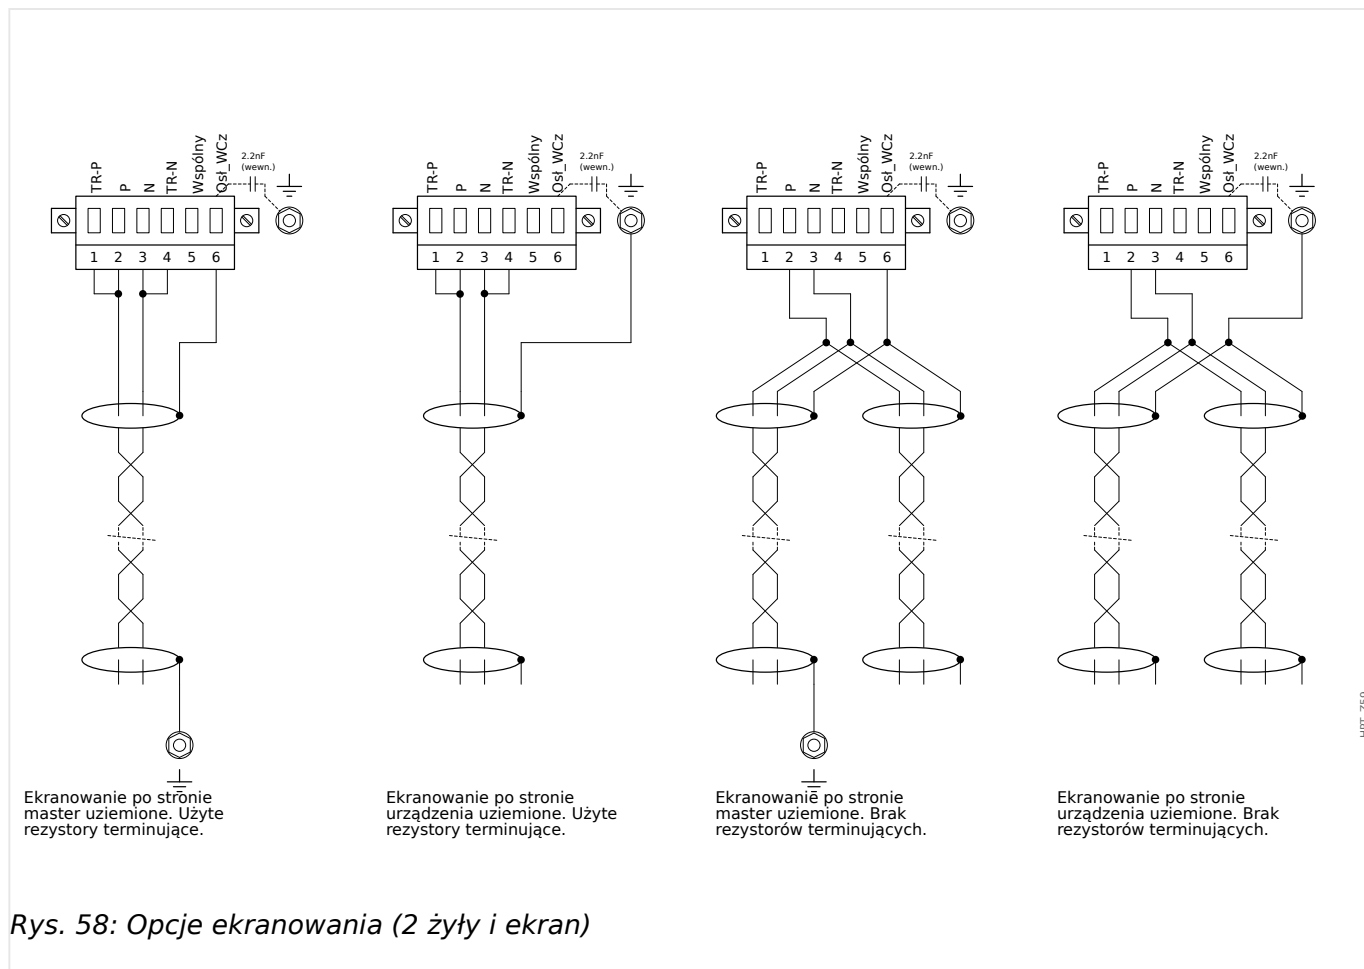 TR-P P N TR-N Wspólny Osł_WCz
2.2nF
(wewn.)
1 2 3 4 5 6
Ekranowanie po stronie
master uziemione. Użyte
rezystory terminujące.
TR-P P N TR-N Wspólny Osł_WCz
2.2nF
(wewn.)
1 2 3 4 5 6
Ekranowanie po stronie
urządzenia uziemione. Użyte
rezystory terminujące.
TR-P P N TR-N Wspólny Osł_WCz
2.2nF
(wewn.)
1 2 3 4 5 6
Ekranowanie po stronie
master uziemione. Brak
rezystorów terminujących.
TR-P P N TR-N Wspólny Osł_WCz
2.2nF
(wewn.)
1 2 3 4 5 6
Ekranowanie po stronie
urządzenia uziemione. Brak
rezystorów terminujących.
Rys. 58: Opcje ekranowania (2 żyły i ekran)